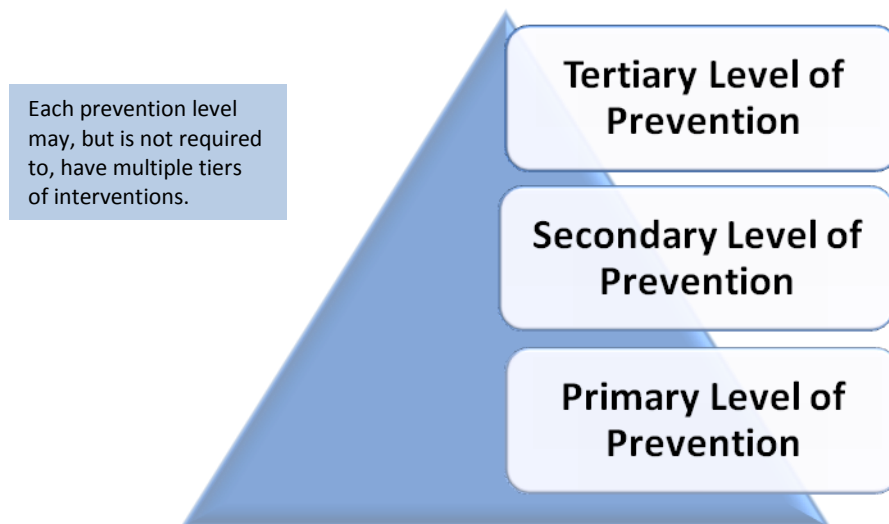 Each prevention level
may, but is not required
to, have multiple tiers
of interventions.
Tertiary Level of
Prevention
Secondary Level of
Prevention
Primary Level of
Prevention